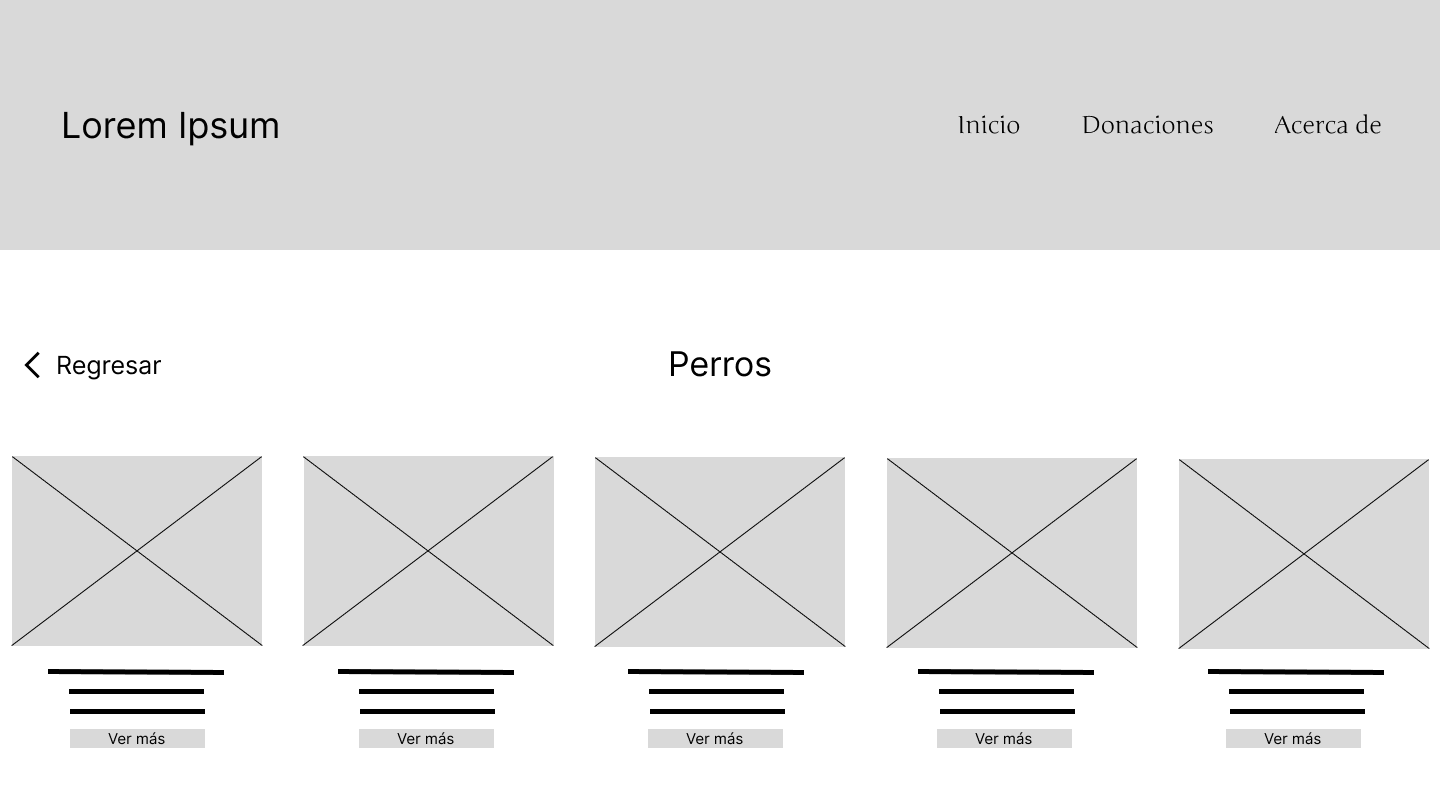 Lorem Ipsum
Inicio
Donaciones
Acerca de
Regresar
Perros
Ver más
Ver más
Ver más
Ver más
Ver más